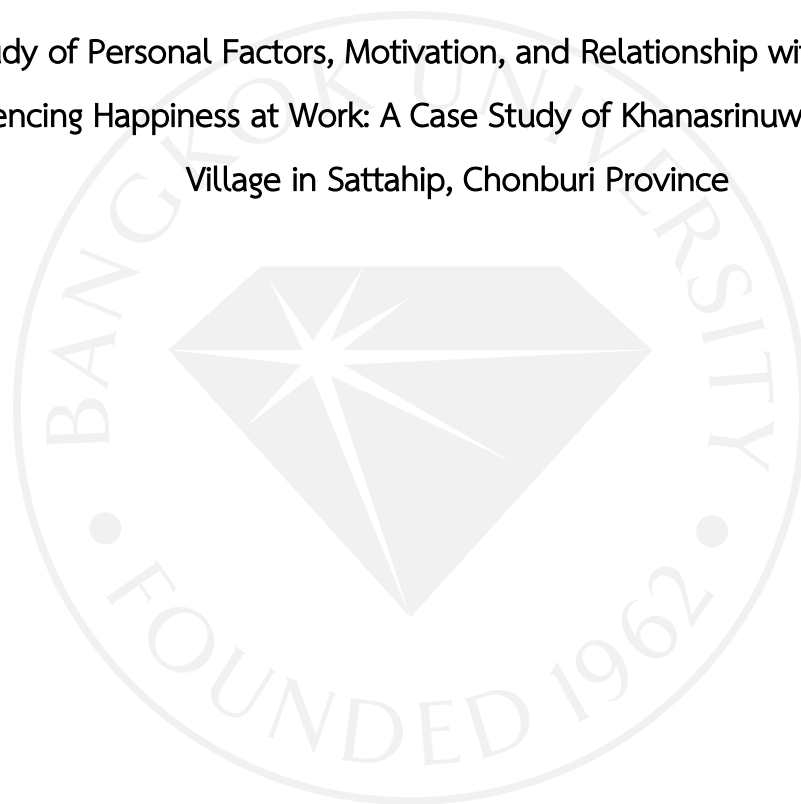 dy of Personal Factors, Motivation, and Relationship wi
encing Happiness at Work: A Case Study of Khanasrinuw
Village in Sattahip, Chonburi Province
BANGKOK UNIVERSITY
• FOUNDED 1962 •